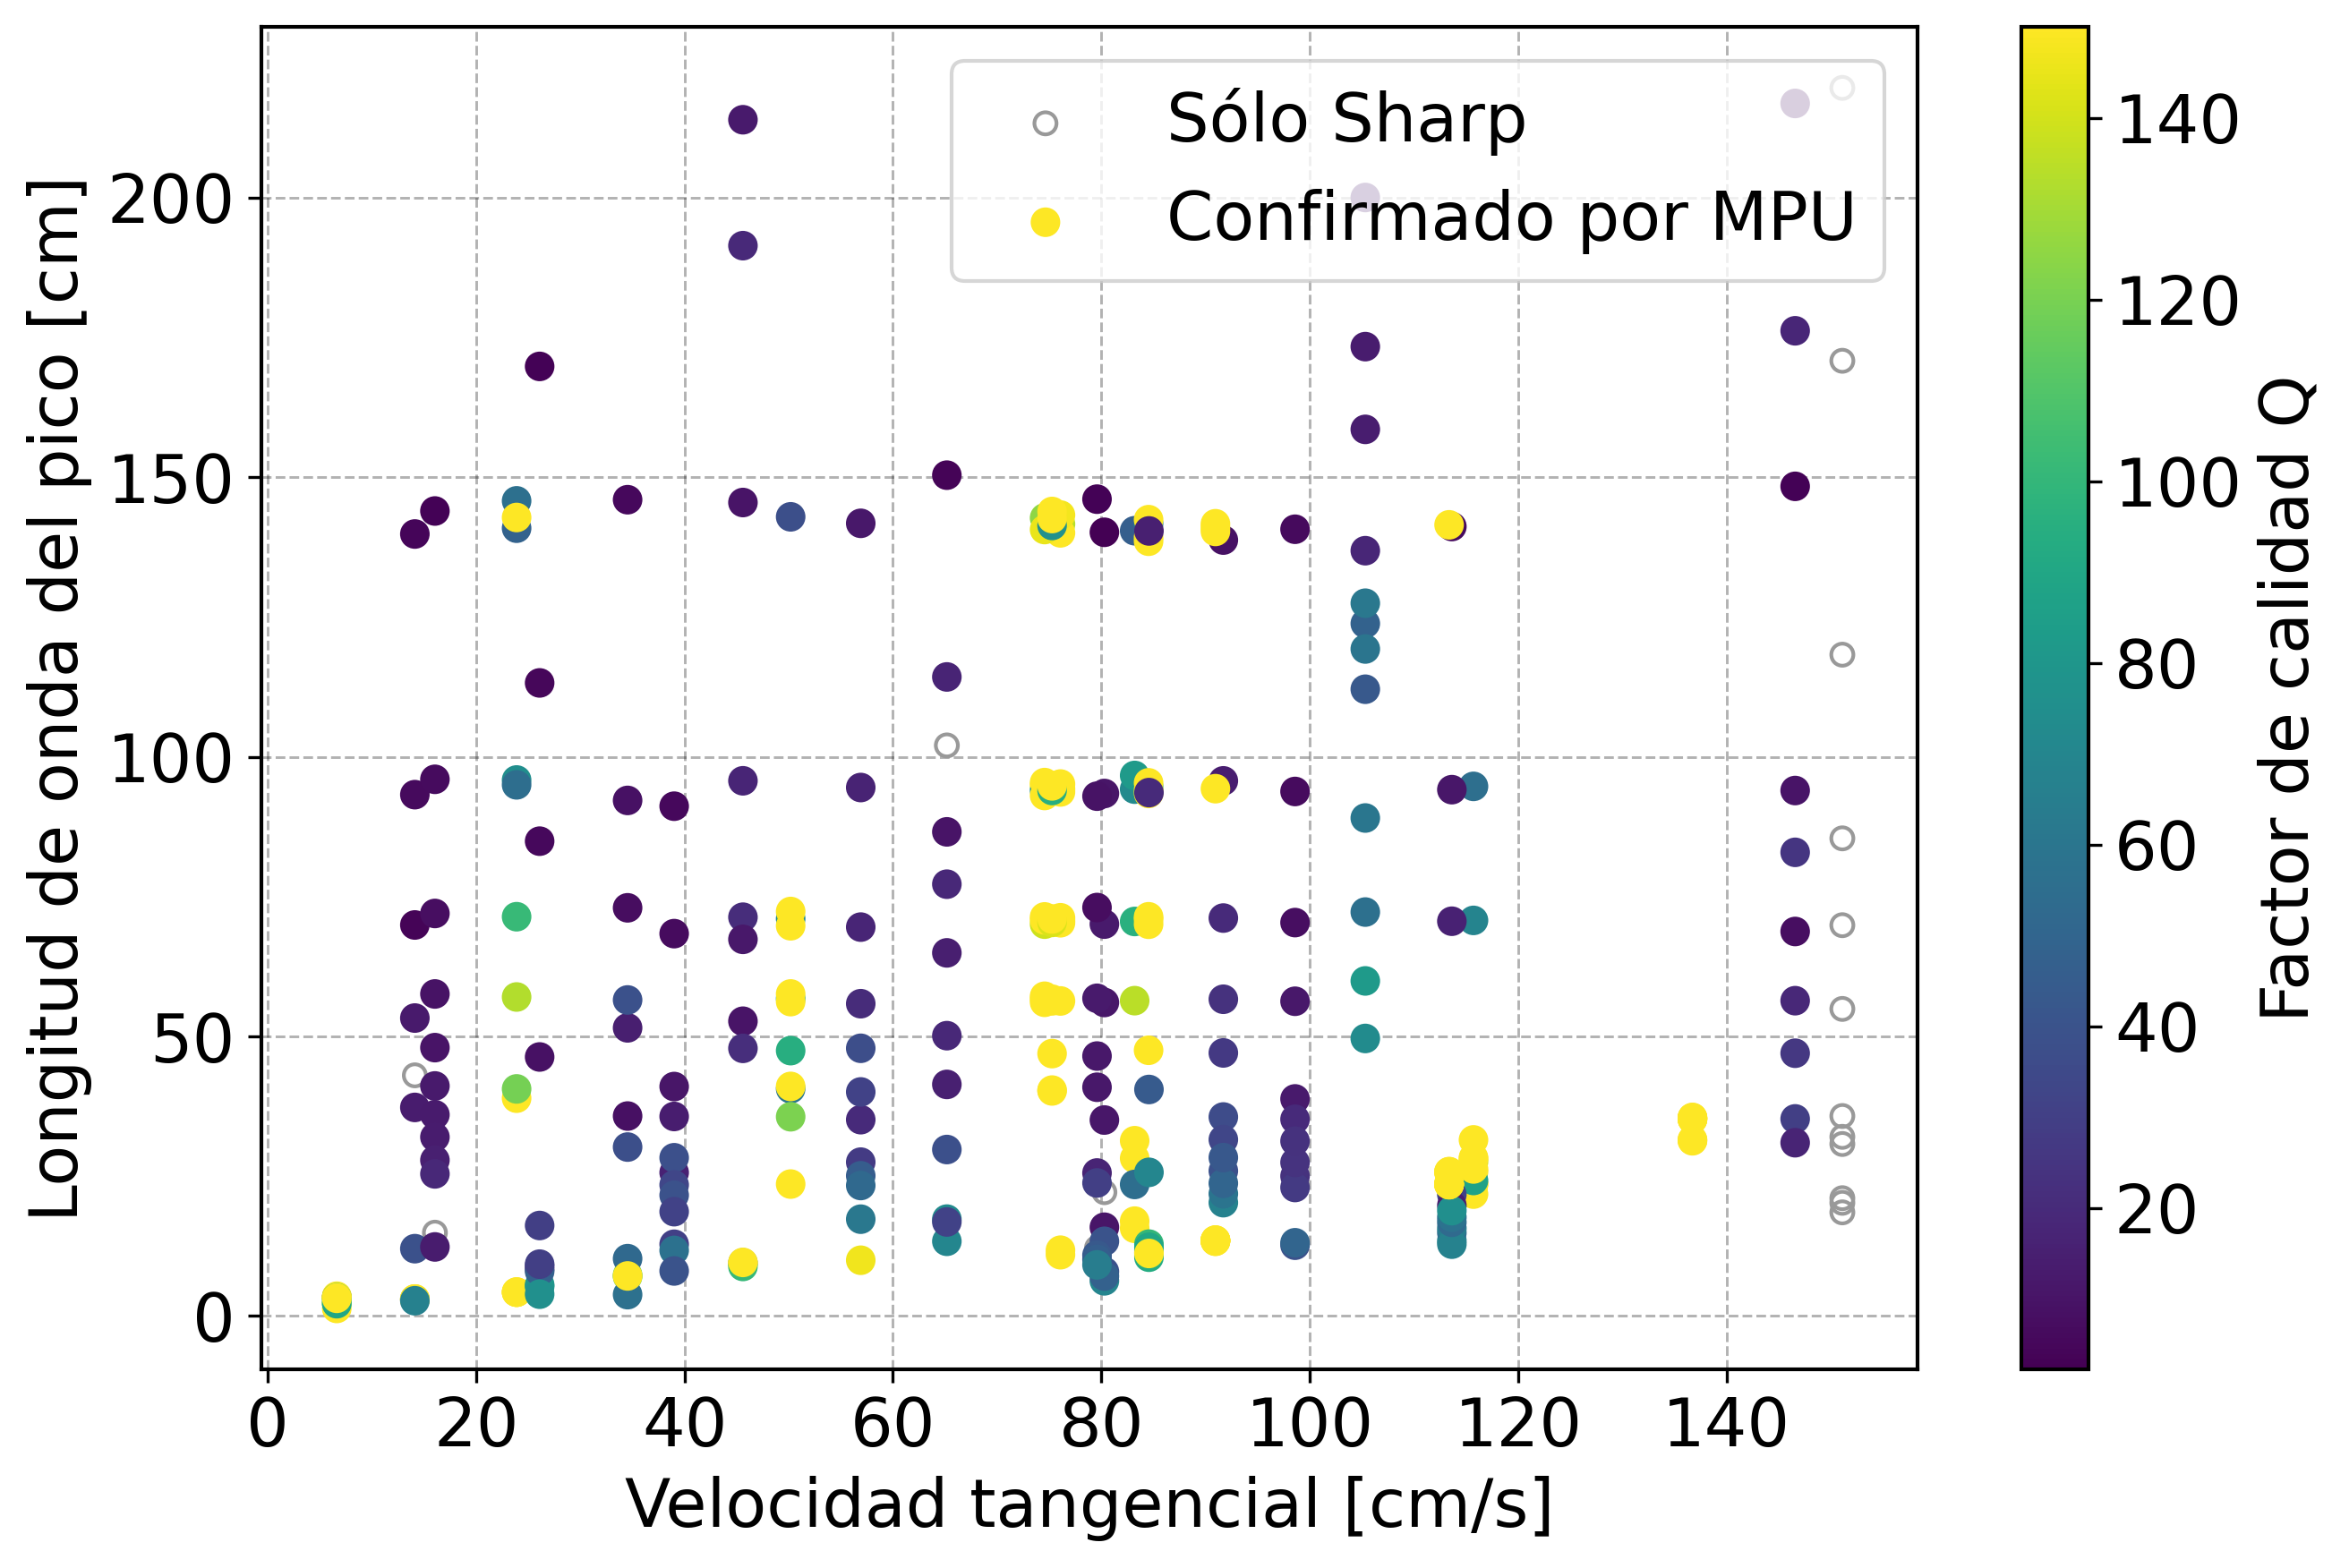 Sólo Sharp
Confirmado por MPU
Longitud de onda del pico [cm]
200
150
100
50
0
0 20 40 60 80 100 120 140
Velocidad tangencial [cm/s]
140
120
100
80
60
40
20
Factor de calidad Q